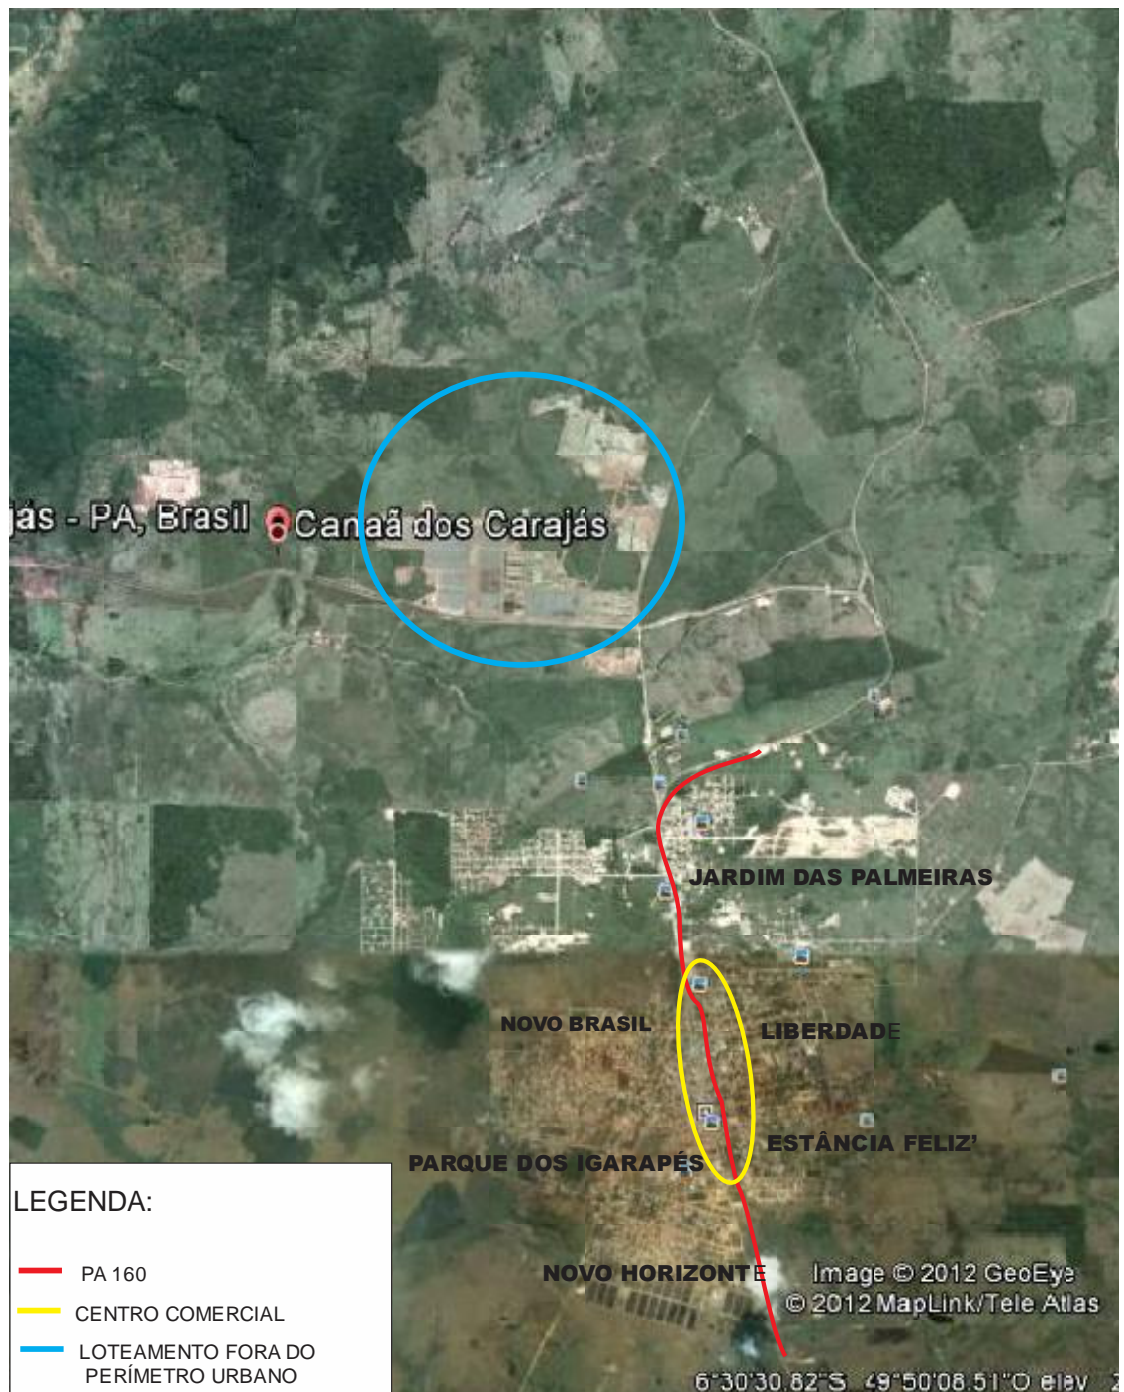 jás - PA, Brasil
Canaã dos Carajás
JARDIM DAS PALMEIRAS
NOVO BRASIL
LIBERDADE
ESTÂNCIA FELIZ’
PARQUE DOS IGARAPÉS
NOVO HORIZONTE
LEGENDA:
PA 160
CENTRO COMERCIAL
LOTEAMENTO FORA DO
PERÍMETRO URBANO
Image © 2012 GeoEye
© 2012 MapLink/Tele Atlas
6°30'30.82"S 49°50'08.51"O elev 2